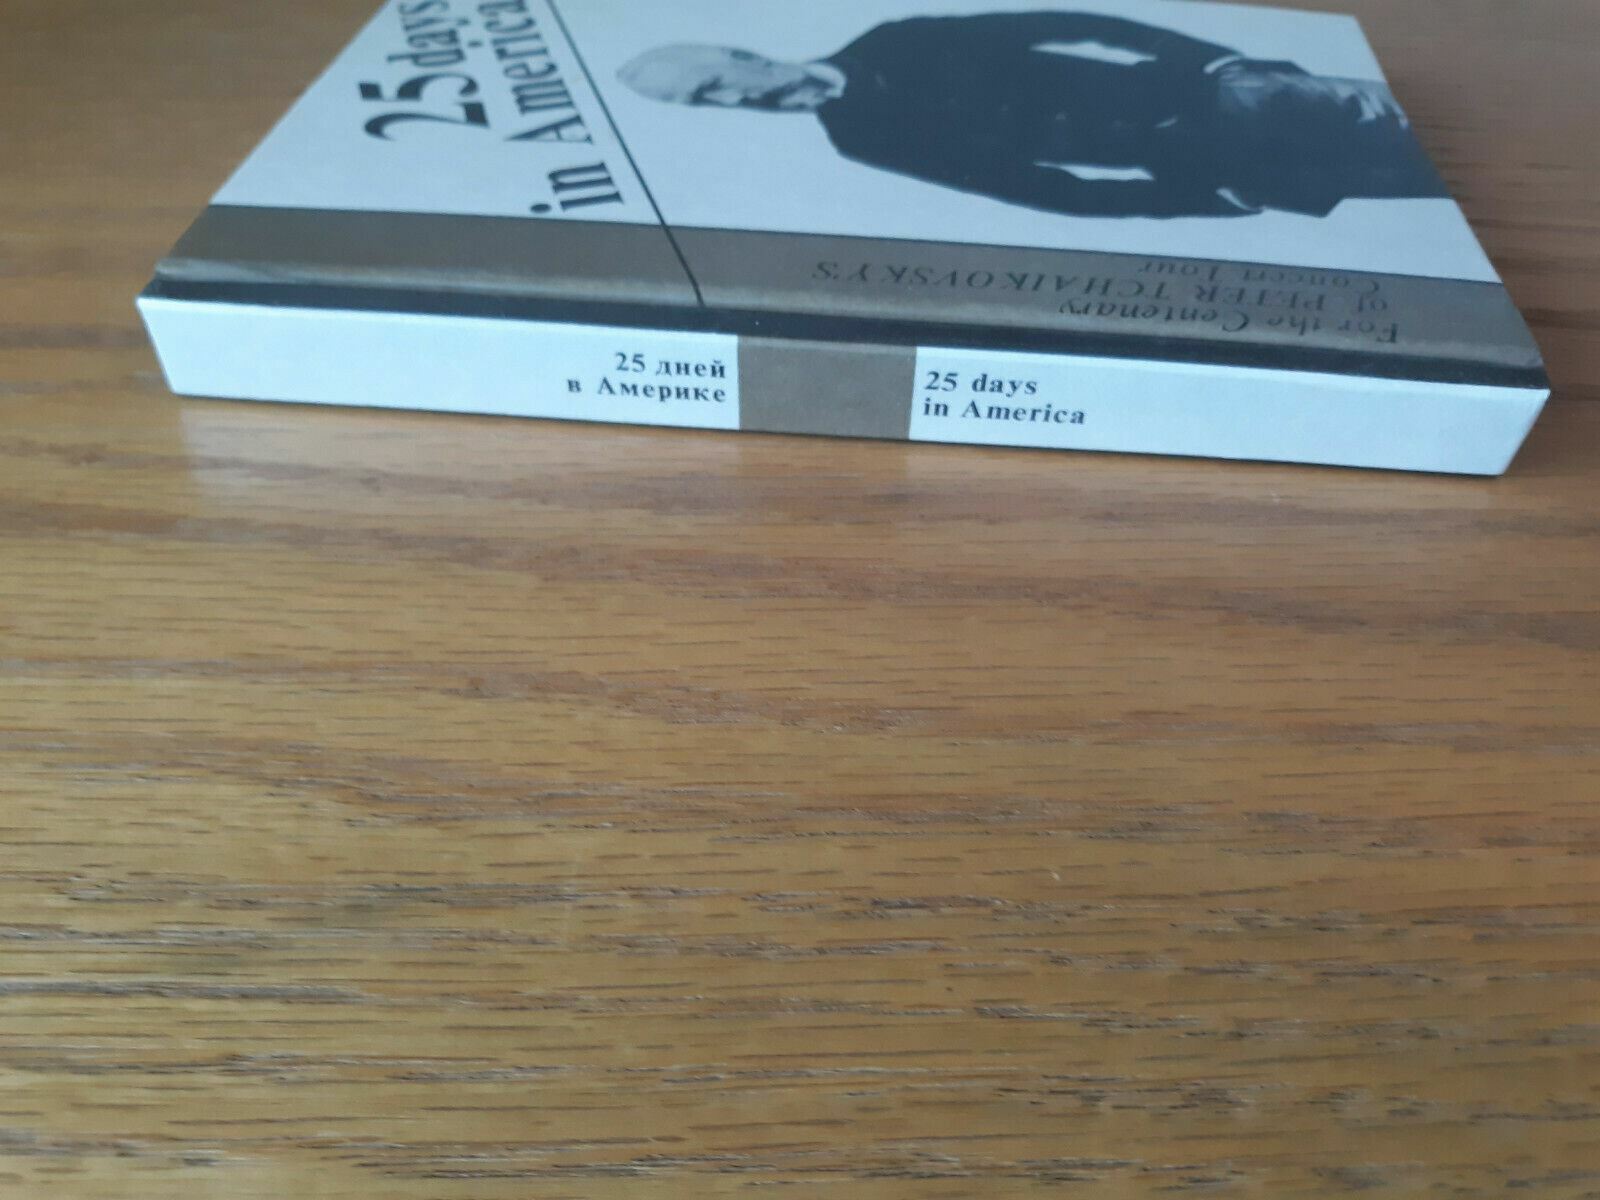 25 days
in America
For the Centenary
of PETER TCHAIKOVSKY'S
Concert Tour
25 дней
в Америке
25 days
in America